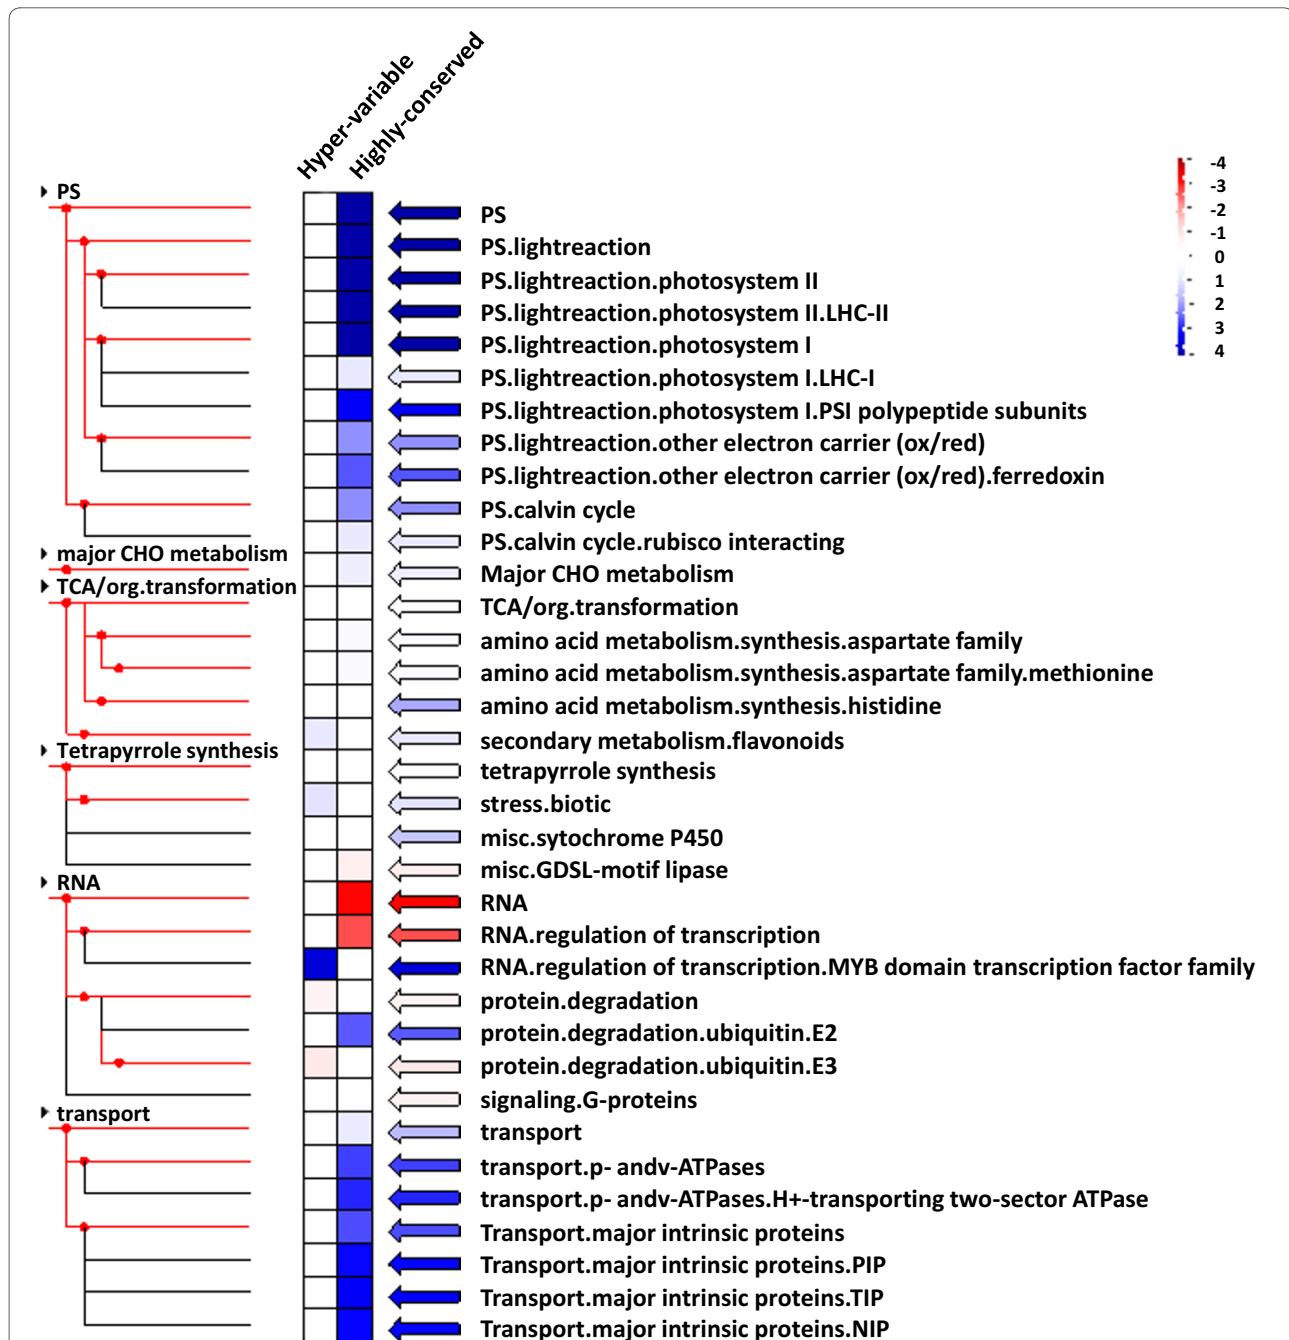 Hyper-variable
Highly-conserved
-4
-3
-2
-1
0
1
2
3
4
PS
major CHO metabolism
TCA/org.transformation
Tetrapyrrole synthesis
RNA
transport
PS
PS.lightreaction
PS.lightreaction.photosystem II
PS.lightreaction.photosystem II.LHC-II
PS.lightreaction.photosystem I
PS.lightreaction.photosystem I.LHC-I
PS.lightreaction.photosystem I.PSI polypeptide subunits
PS.lightreaction.other electron carrier (ox/red)
PS.lightreaction.other electron carrier (ox/red).ferredoxin
PS.calvin cycle
PS.calvin cycle.rubisco interacting
Major CHO metabolism
TCA/org.transformation
amino acid metabolism.synthesis.aspartate family
amino acid metabolism.synthesis.aspartate family.methionine
amino acid metabolism.synthesis.histidine
secondary metabolism.flavonoids
tetrapyrrole synthesis
stress.biotic
misc.sytochrome P450
misc.GDSL-motif lipase
RNA
RNA.regulation of transcription
RNA.regulation of transcription.MYB domain transcription factor family
protein.degradation
protein.degradation.ubiquitin.E2
protein.degradation.ubiquitin.E3
signaling.G-proteins
transport
transport.p- andv-ATPases
transport.p- andv-ATPases.H+-transporting two-sector ATPase
Transport.major intrinsic proteins
Transport.major intrinsic proteins.PIP
Transport.major intrinsic proteins.TIP
Transport.major intrinsic proteins.NIP